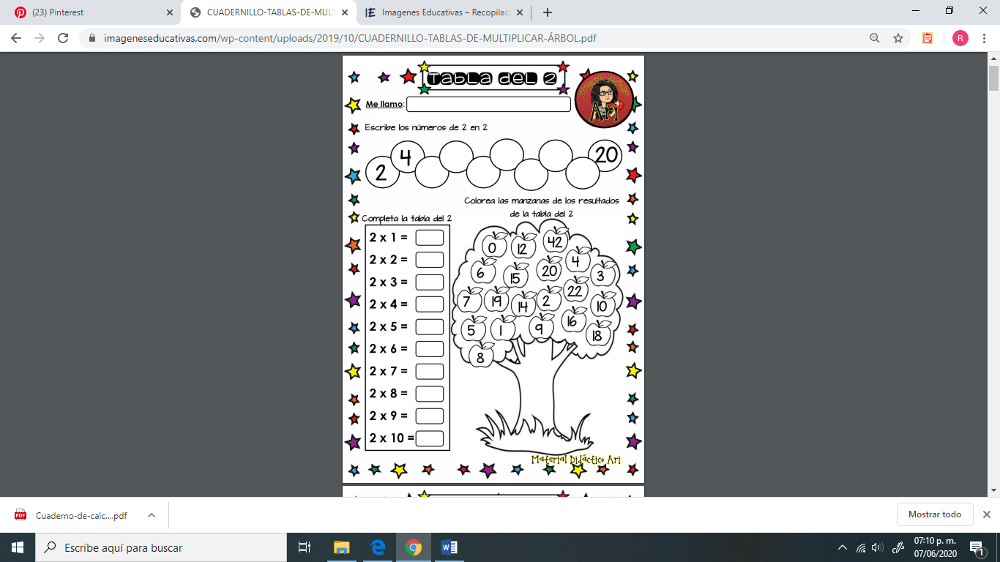 (23) Pinterest
CUADERNILLO-TABLAS-DE-MULT
Imagenes Educativas – Recopilac
imageneseducativas.com/wp-content/uploads/2019/10/CUADERNILLO-TABLAS-DE-MULTIPLICAR-ÁRBOL.pdf
R
Tabla del 2
Me llamo:
Ari
Escribe los números de 2 en 2
2 4 20
Colorea las manzanas de los resultados
de la tabla del 2
Completa la tabla del 2
2 x 1 =
2 x 2 =
2 x 3 =
2 x 4 =
2 x 5 =
2 x 6 =
2 x 7 =
2 x 8 =
2 x 9 =
2 x 10 =
0 12 42
6 15 20 4 3
7 19 14 2 22 10
5 1 9 16 18
8
Material Didáctico Ari
PDF
Cuaderno-de-calc....pdf
Mostrar todo
Escribe aquí para buscar
07:10 p. m.
07/06/2020
1